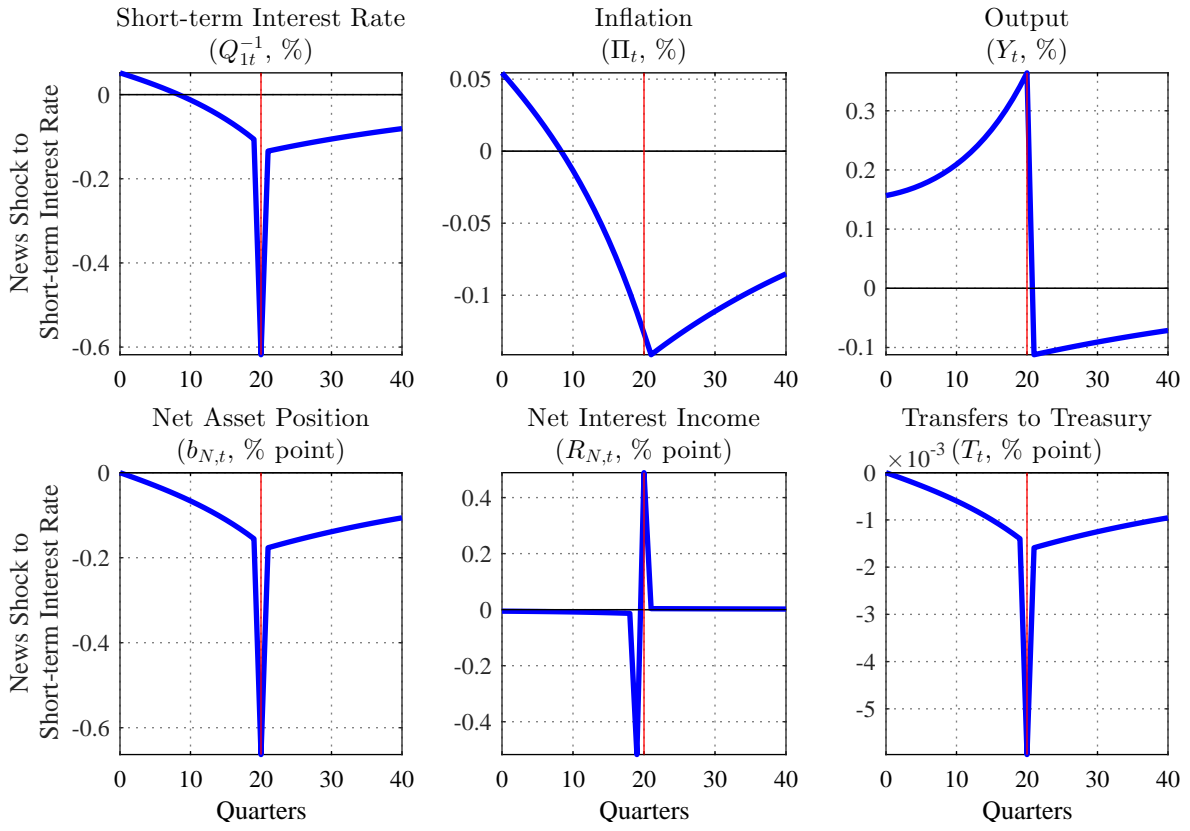 Short-term Interest Rate
(Q_{1t}^{-1}, %)
Inflation
(Π_t, %)
Output
(Y_t, %)
News Shock to
Short-term Interest Rate
0
-0.2
-0.4
-0.6
0 10 20 30 40
0.05
0
-0.05
-0.1
0 10 20 30 40
0.3
0.2
0.1
0
-0.1
0 10 20 30 40
Net Asset Position
(b_{N,t}, % point)
Net Interest Income
(R_{N,t}, % point)
Transfers to Treasury
×10^{-3} (T_t, % point)
News Shock to
Short-term Interest Rate
0
-0.2
-0.4
-0.6
0 10 20 30 40
Quarters
0.4
0.2
0
-0.2
-0.4
0 10 20 30 40
Quarters
0
-1
-2
-3
-4
-5
0 10 20 30 40
Quarters